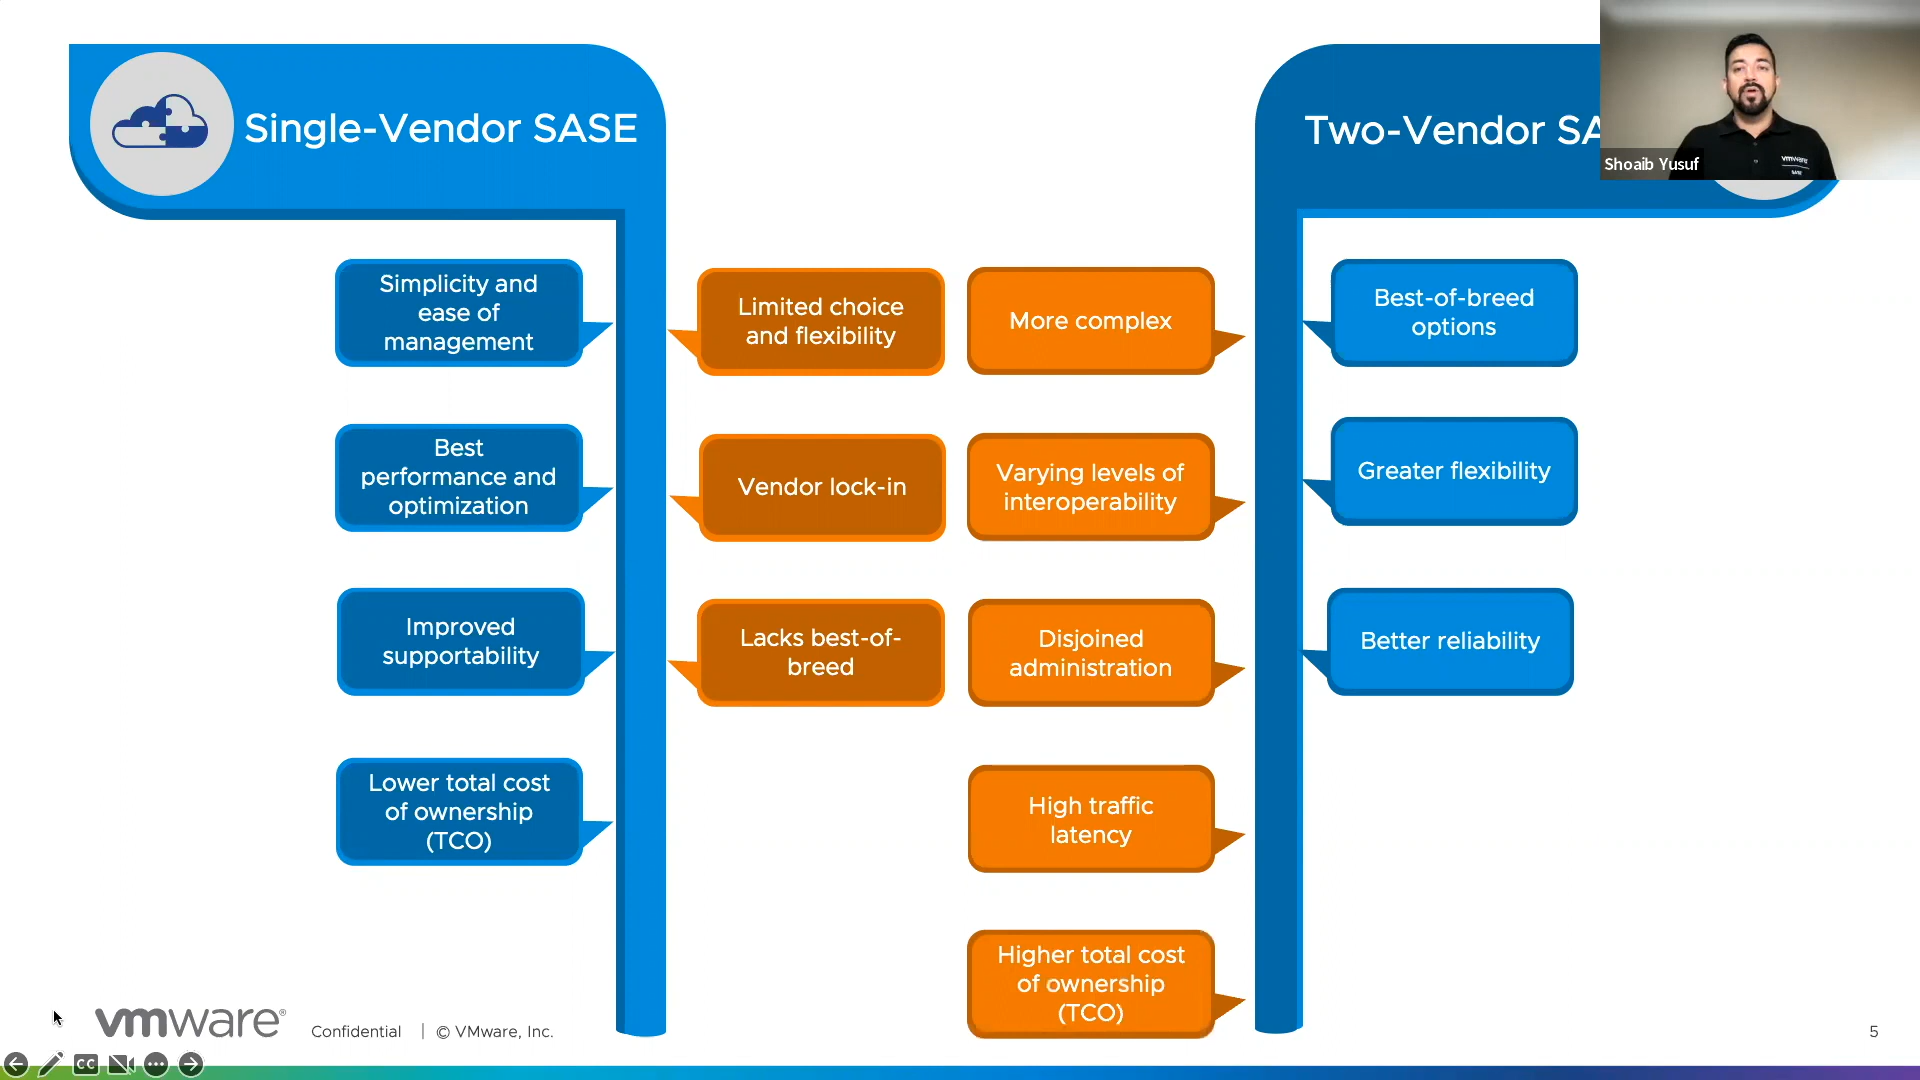 Single-Vendor SASE
Two-Vendor
Shoaib Yusuf
vmware
Simplicity and
ease of
management
Limited choice
and flexibility
More complex
Best-of-breed
options
Best
performance and
optimization
Vendor lock-in
Varying levels of
interoperability
Greater flexibility
Improved
supportability
Lacks best-of-
breed
Disjoined
administration
Better reliability
Lower total cost
of ownership
(TCO)
High traffic
latency
Higher total cost
of ownership
(TCO)
vmware®
Confidential | © VMware, Inc.
5
CC